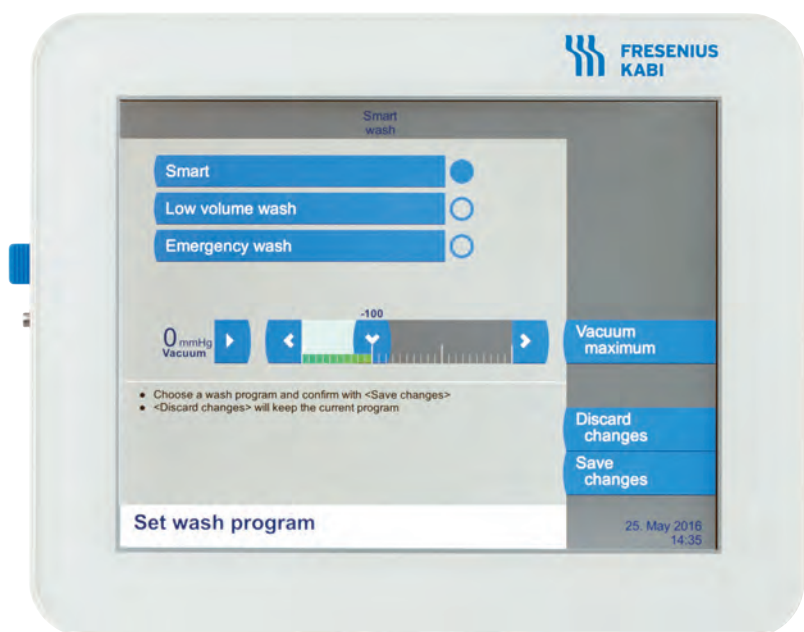 FRESENIUS
KABI
Smart
wash
Smart
Low volume wash
Emergency wash
-100
0 mmHg
Vacuum
Vacuum
maximum
• Choose a wash program and confirm with <Save changes>
• <Discard changes> will keep the current program
Discard
changes
Save
changes
Set wash program
25. May 2016
14:35